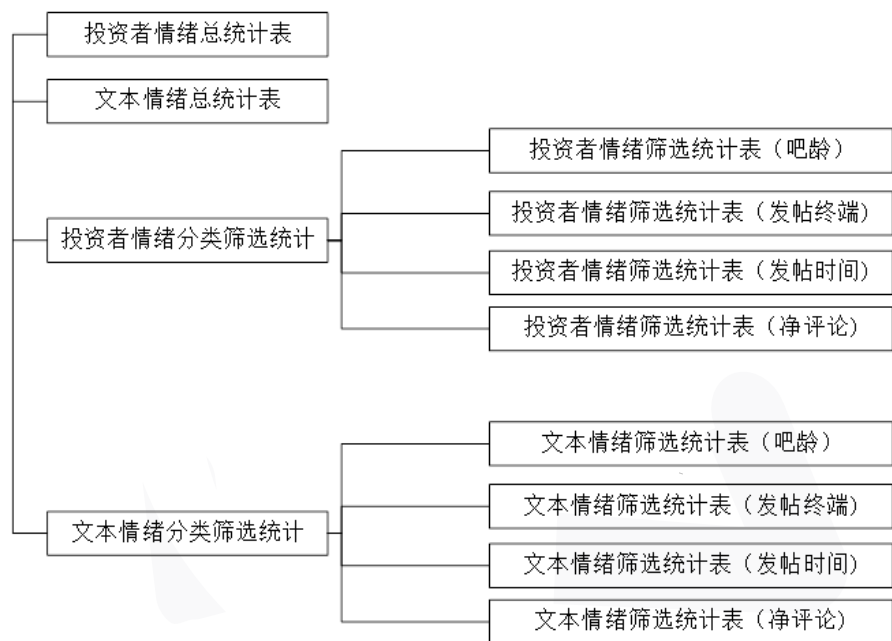 投资者情绪总统计表
文本情绪总统计表
投资者情绪分类筛选统计
投资者情绪筛选统计表（吧龄）
投资者情绪筛选统计表（发帖终端)
投资者情绪筛选统计表（发帖时间）
投资者情绪筛选统计表（净评论)
文本情绪分类筛选统计
文本情绪筛选统计表（吧龄）
文本情绪筛选统计表（发帖终端）
文本情绪筛选统计表（发帖时间）
文本情绪筛选统计表（净评论）